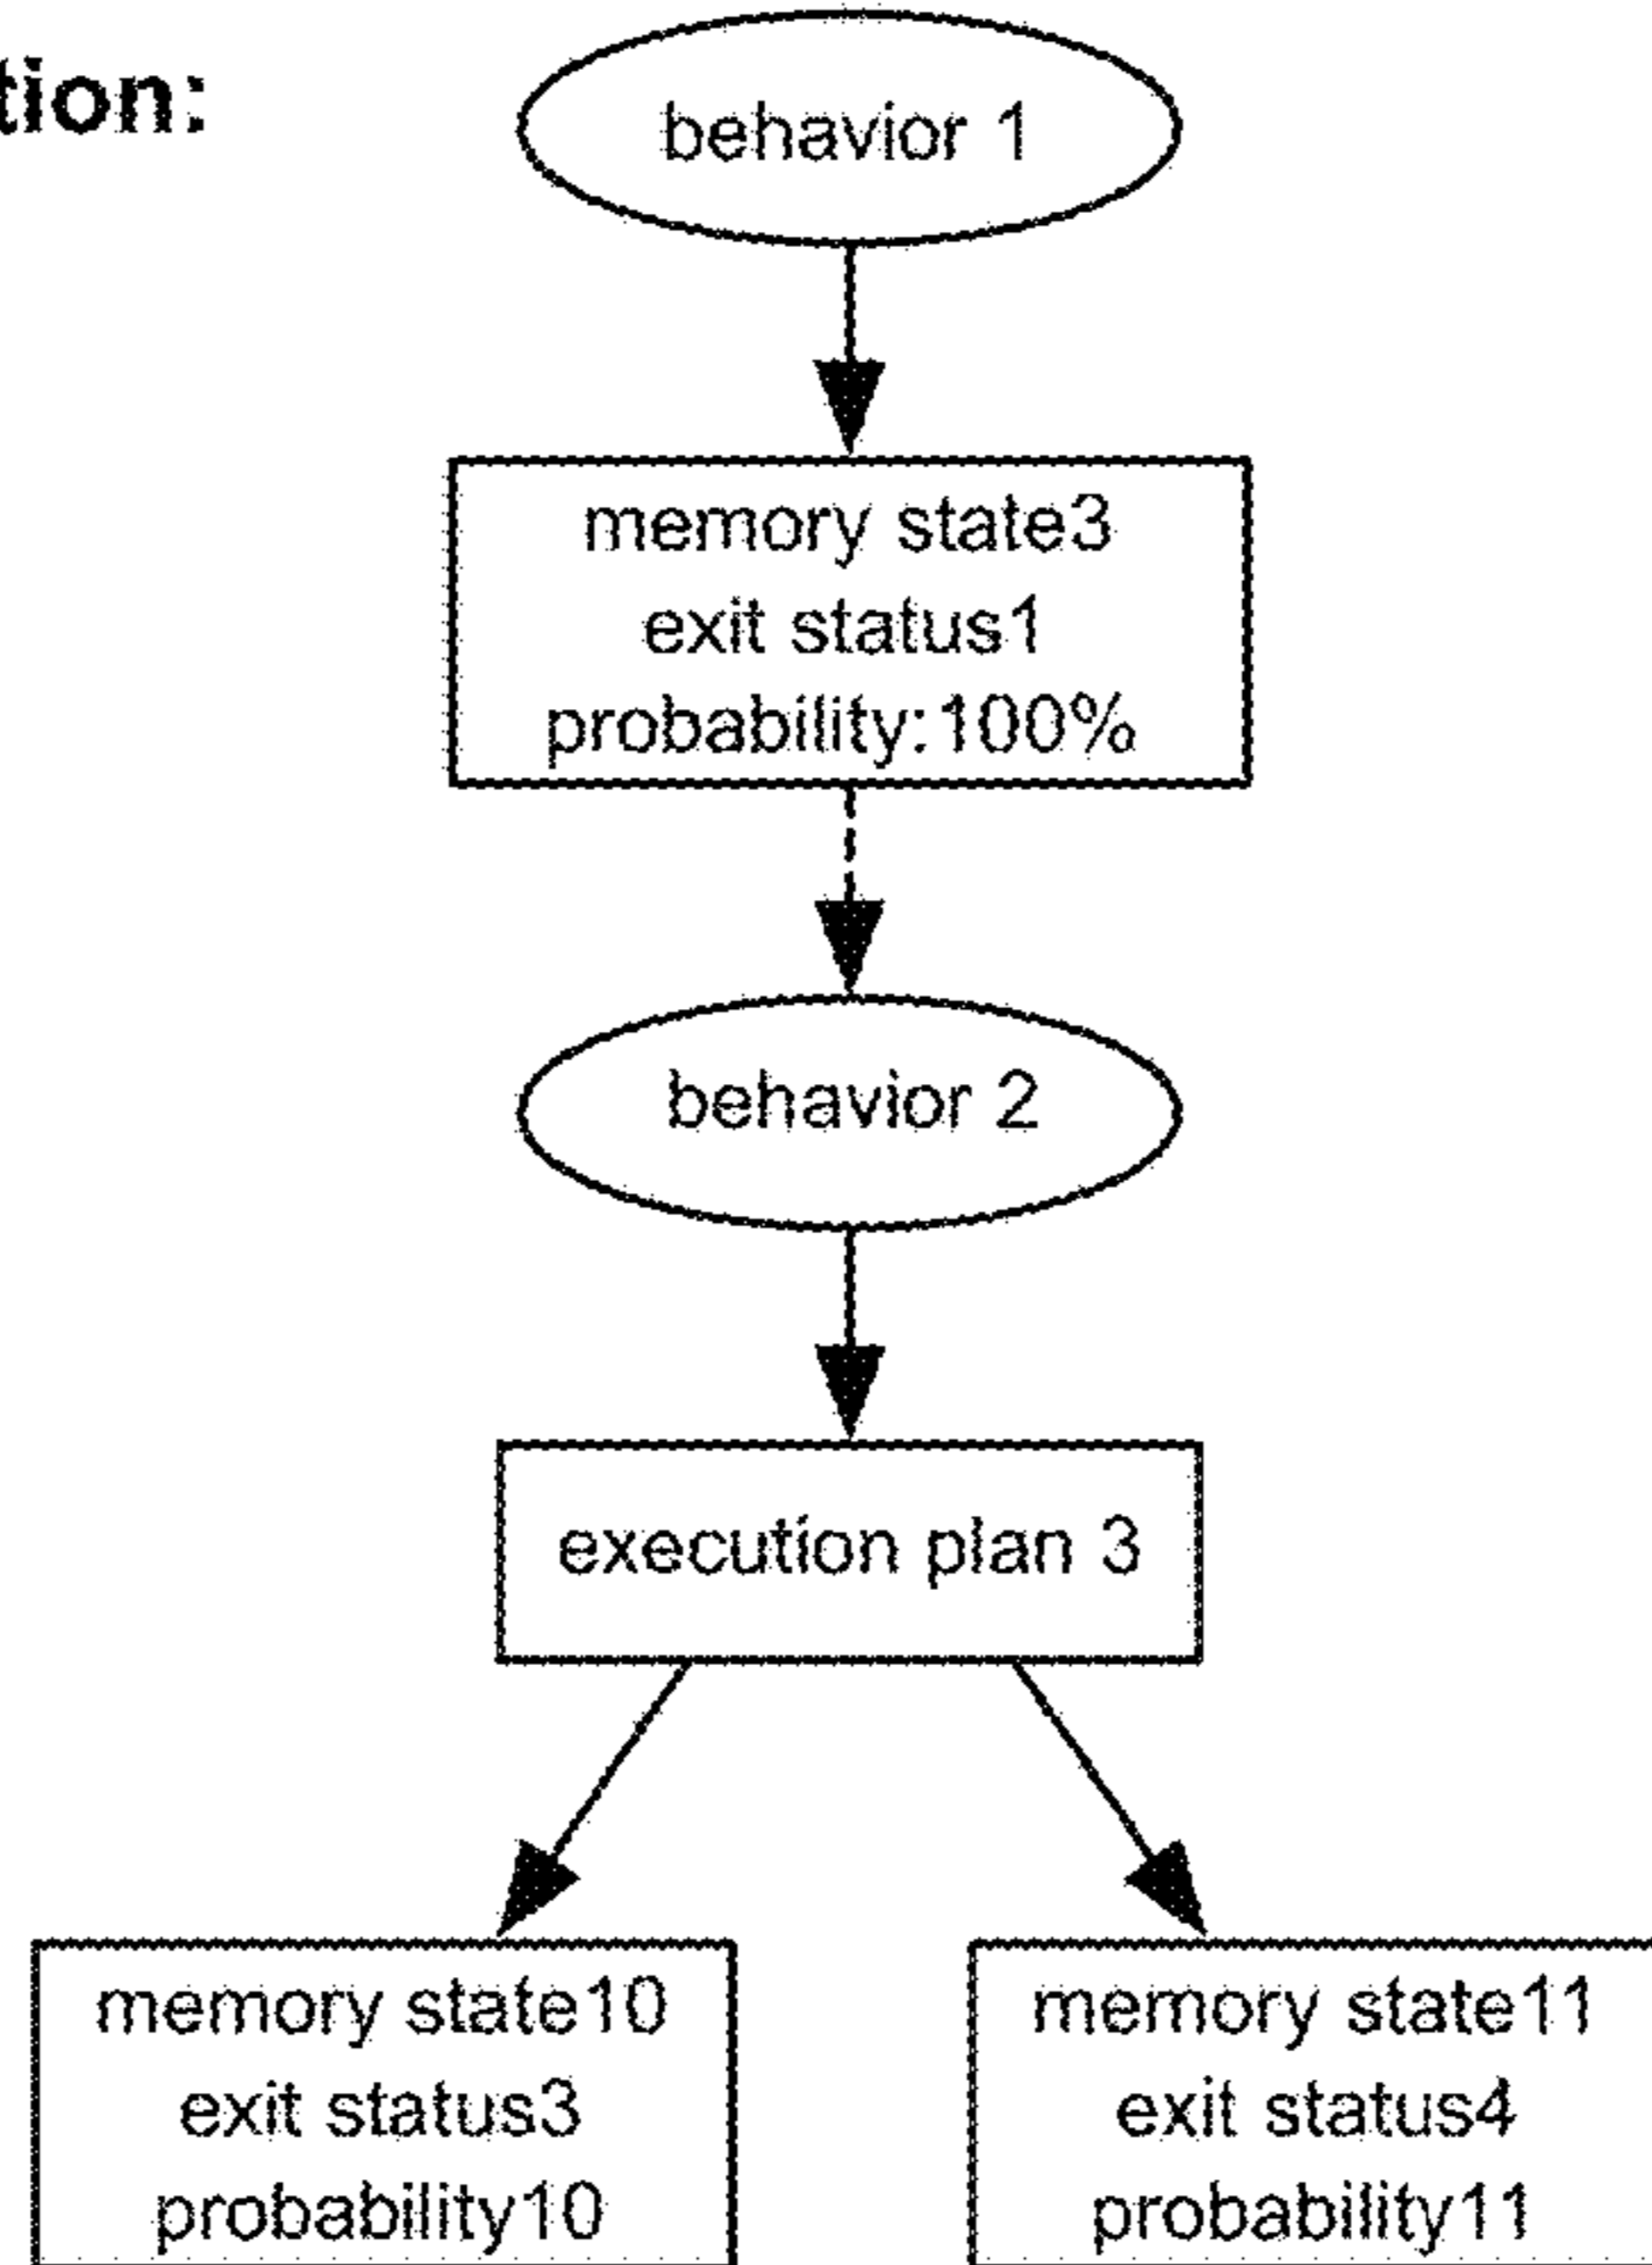 behavior 1
memory state3
exit status1
probability:100%
behavior 2
execution plan 3
memory state10
exit status3
probability10
memory state11
exit status4
probability11